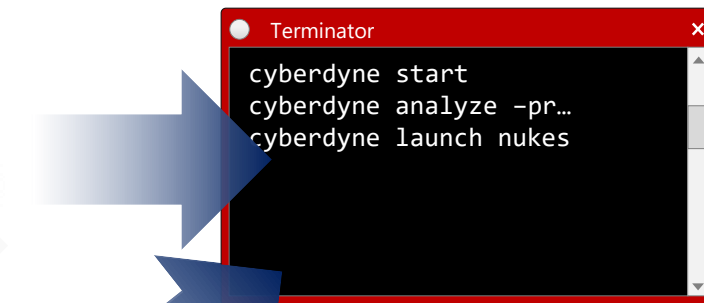 Terminator
cyberdyne start
cyberdyne analyze –pr…
cyberdyne launch nukes